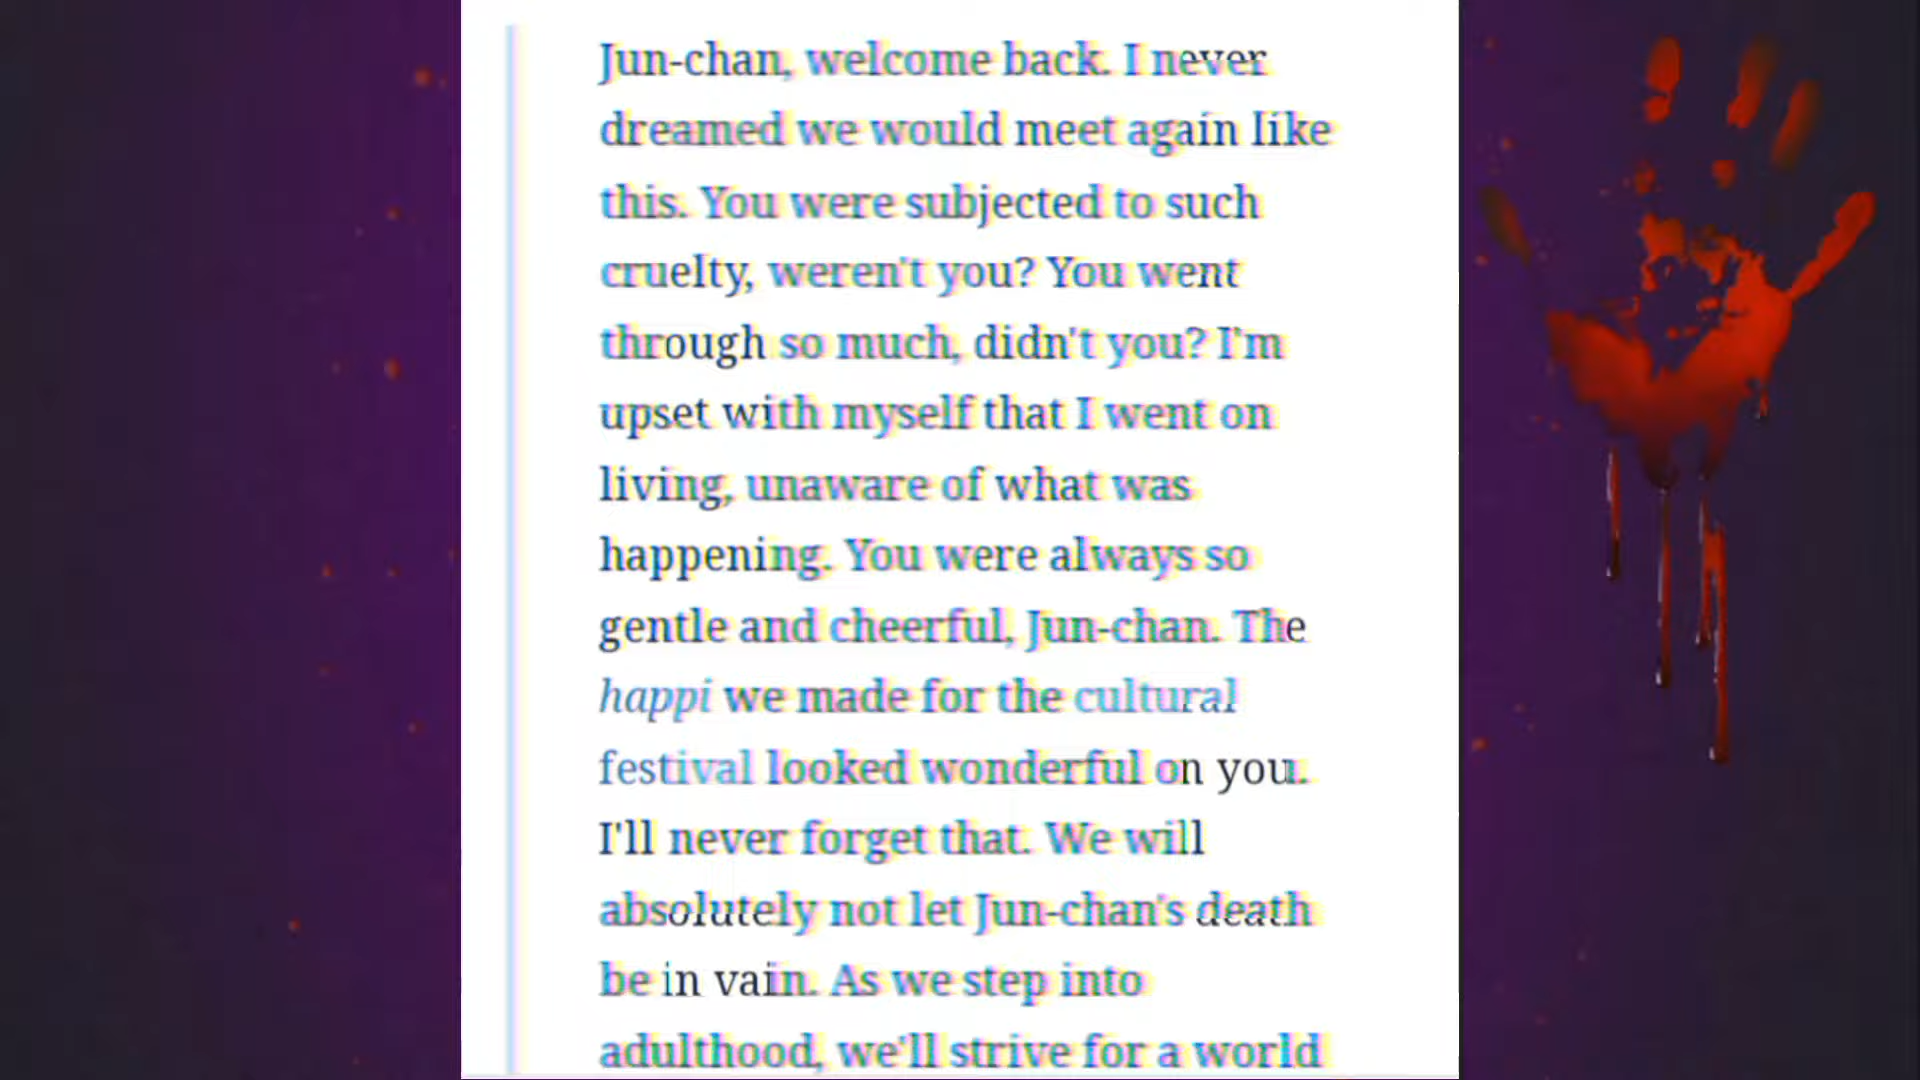 Jun-chan, welcome back. I never
dreamed we would meet again like
this. You were subjected to such
cruelty, weren't you? You went
through so much, didn't you? I'm
upset with myself that I went on
living, unaware of what was
happening. You were always so
gentle and cheerful, Jun-chan. The
happi we made for the cultural
festival looked wonderful on you.
I'll never forget that. We will
absolutely not let Jun-chan's death
be in vain. As we step into
adulthood, we'll strive for a world